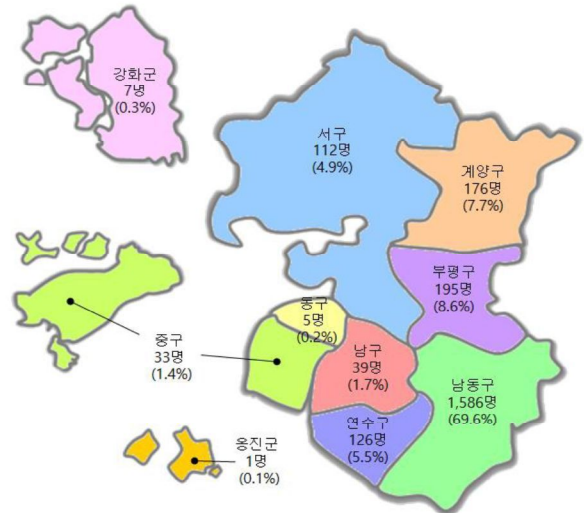 강화군
7명
(0.3%)
서구
112명
(4.9%)
계양구
176명
(7.7%)
부평구
195명
(8.6%)
동구
5명
(0.2%)
중구
33명
(1.4%)
남구
39명
(1.7%)
남동구
1,586명
(69.6%)
연수구
126명
(5.5%)
옹진군
1명
(0.1%)